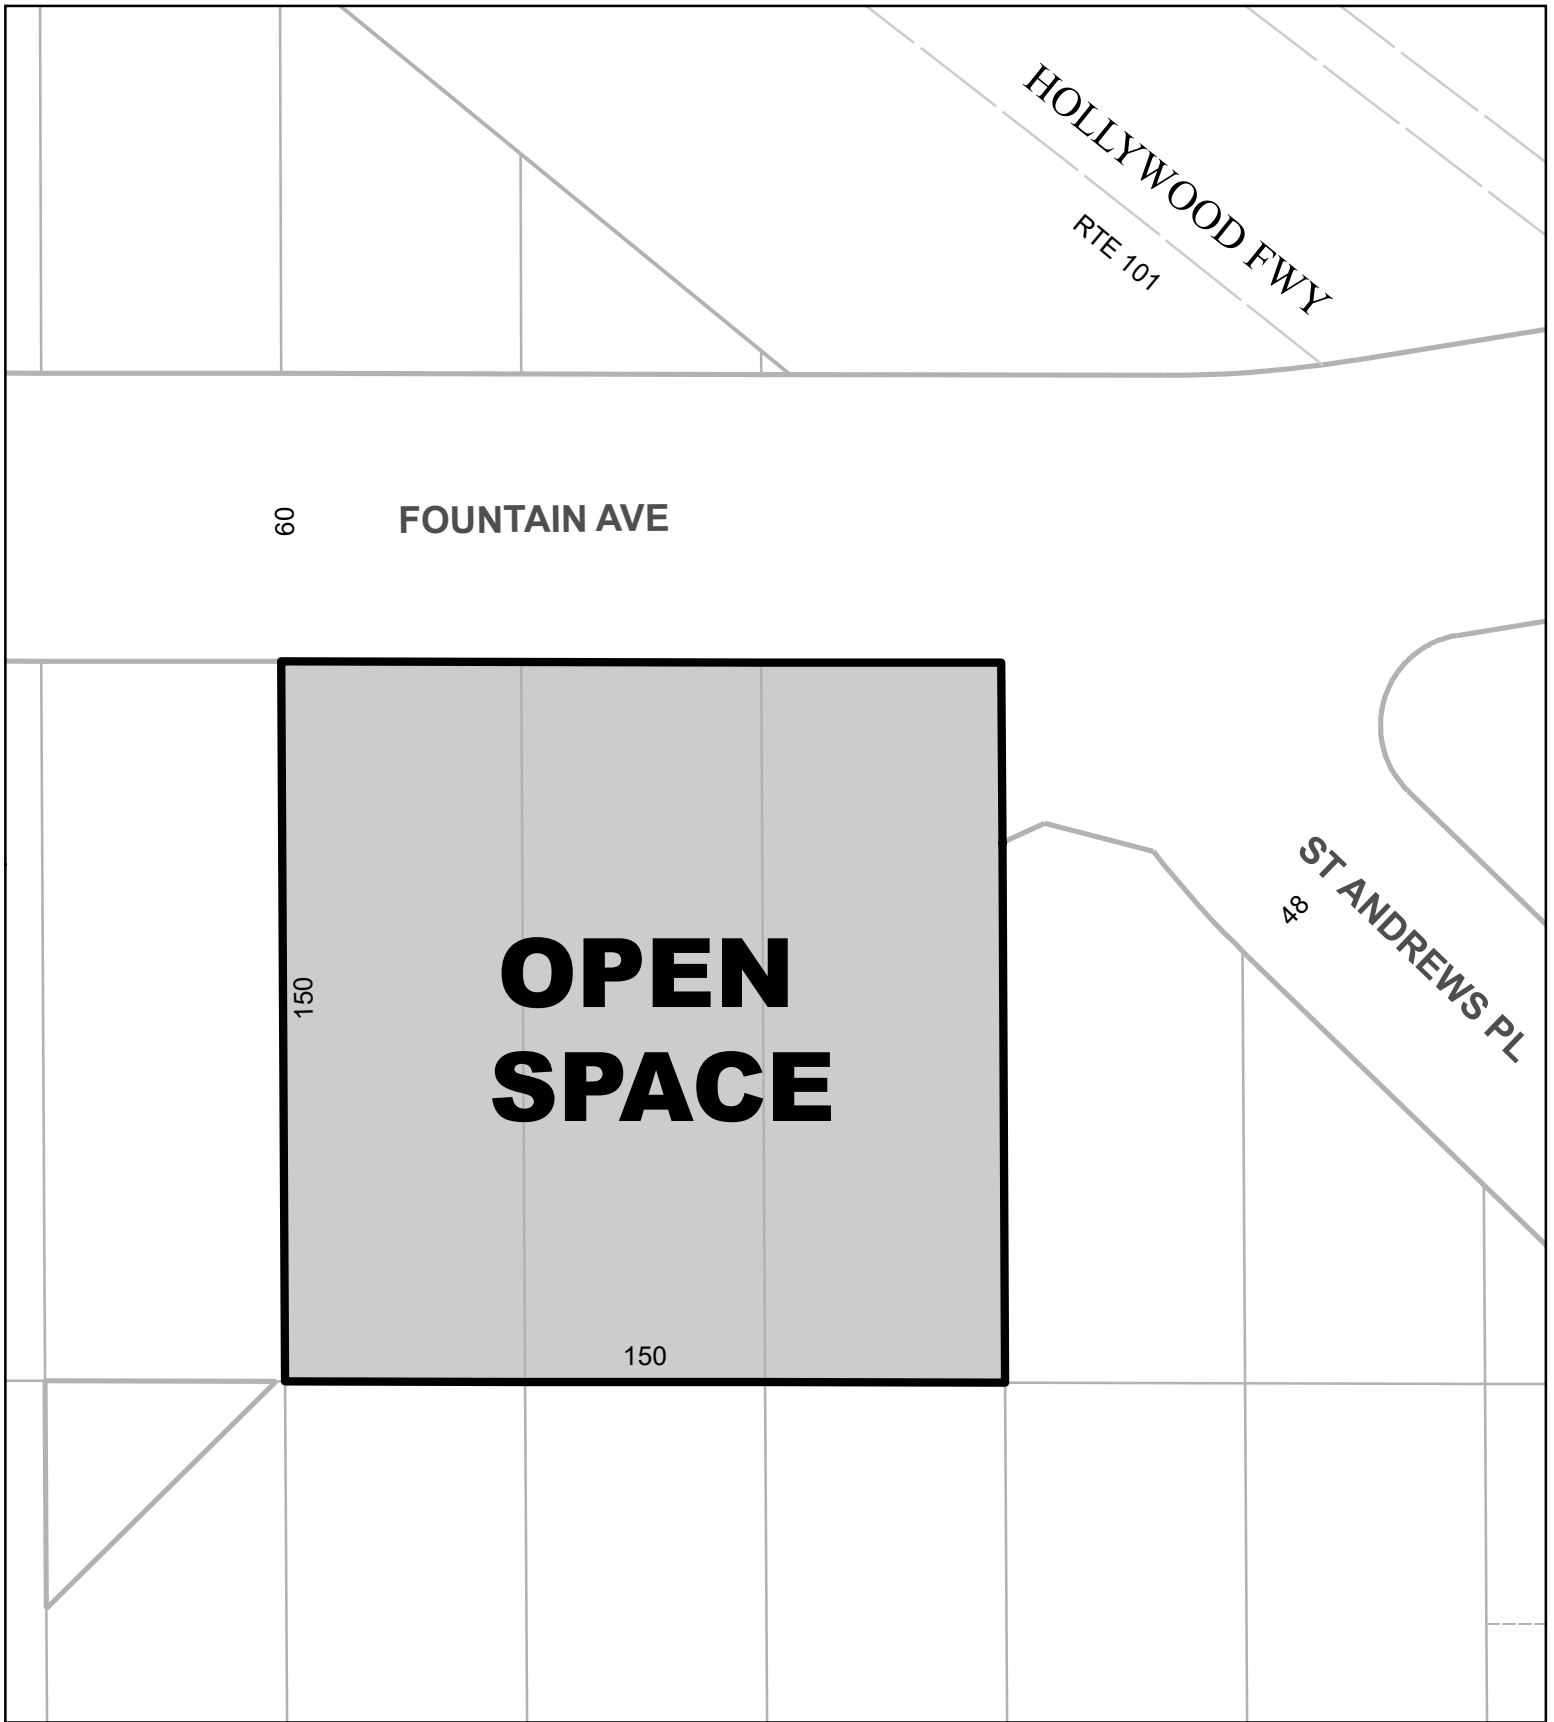 HOLLYWOOD FWY
RTE 101
60
FOUNTAIN AVE
ST ANDREWS PL
48
150
OPEN
SPACE
150